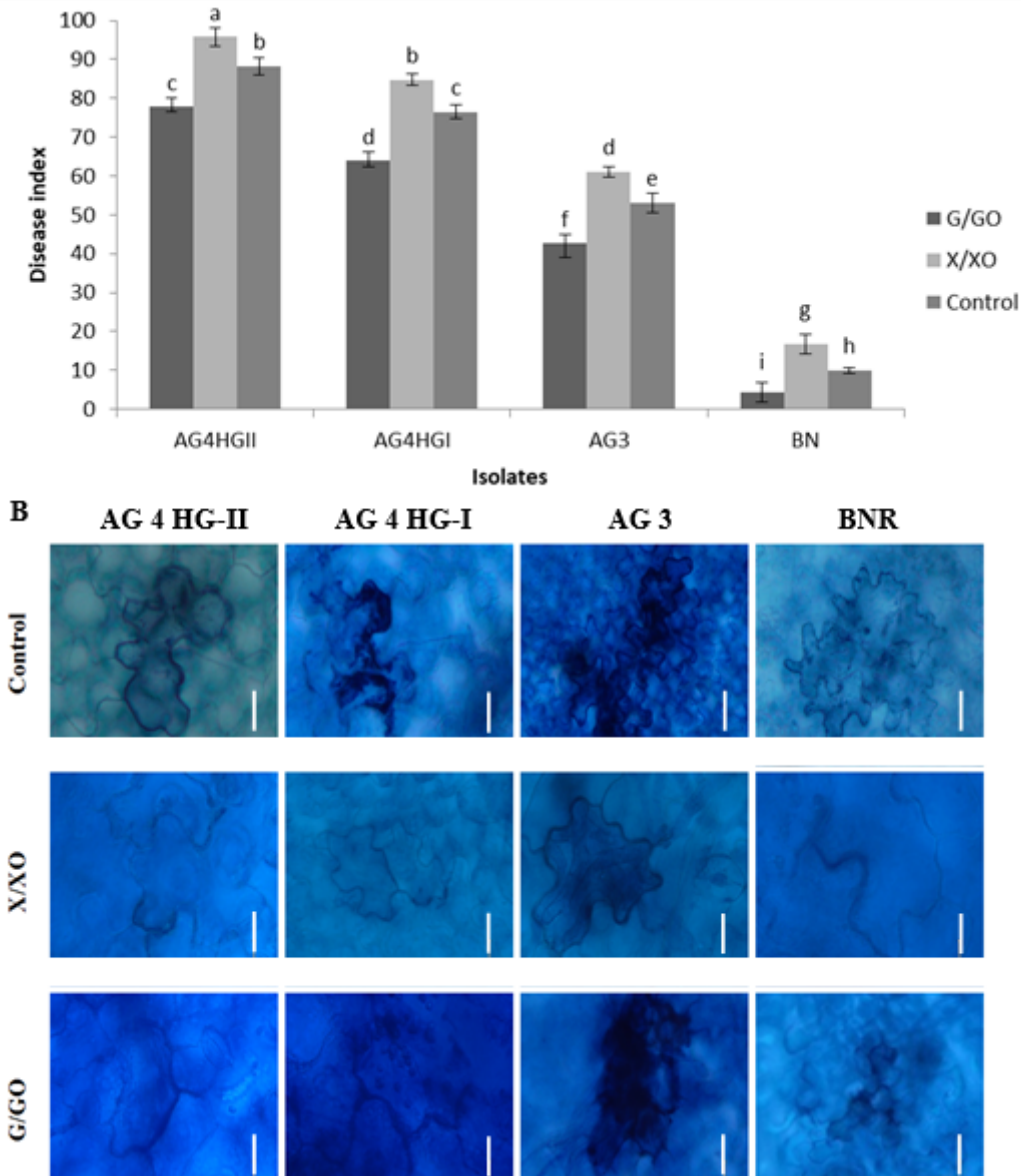 100
90
80
70
60
50
40
30
20
10
0
Disease index
c a b
d b c
f d e
i g h
AG4HGII AG4HGI AG3 BN
Isolates
G/GO
X/XO
Control
B
AG 4 HG-II AG 4 HG-I AG 3 BNR
Control
X/XO
G/GO